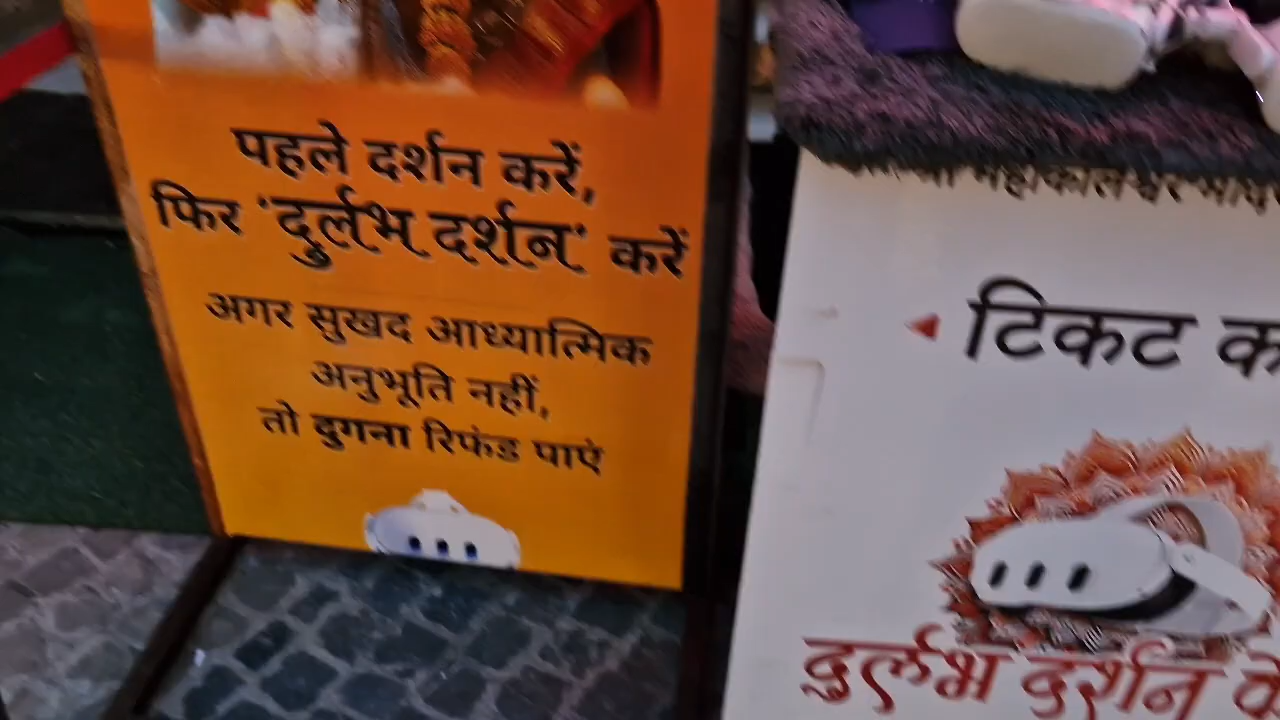 पहले दर्शन करें,
फिर 'दुर्लभ दर्शन' करें
अगर सुखद आध्यात्मिक
अनुभूति नहीं,
तो दुगना रिफंड पाएं
टिकट
दुर्लभ दर्शन